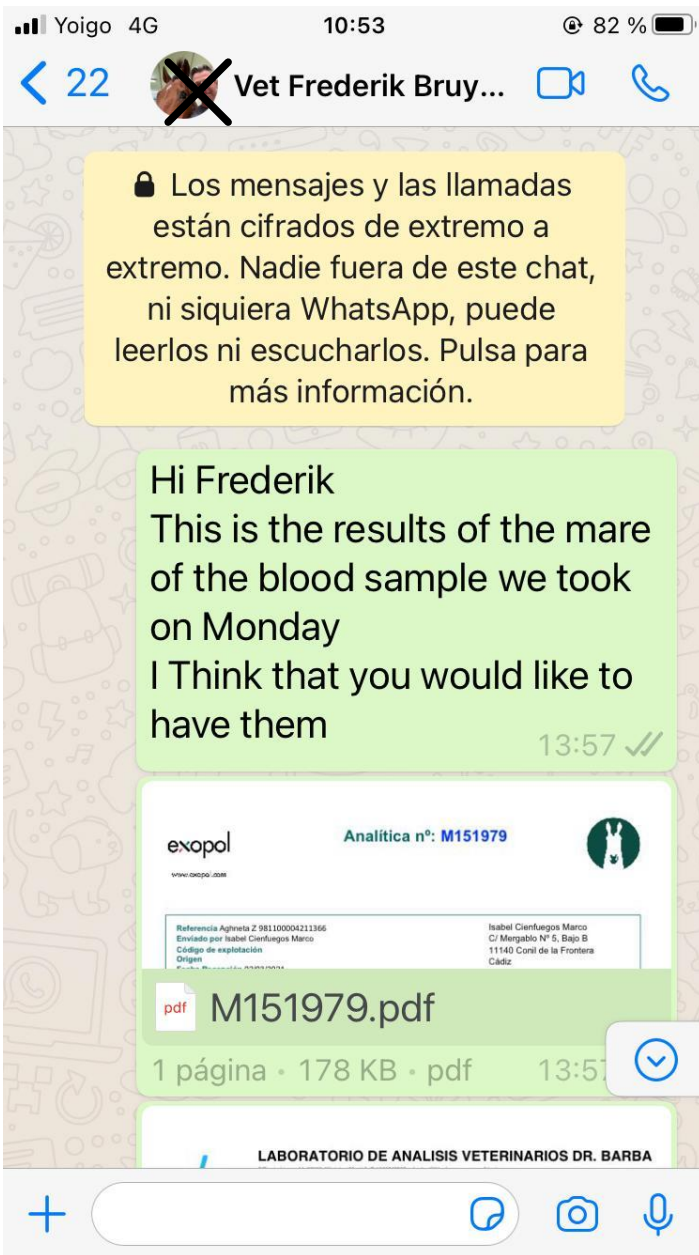 Yoigo 4G 10:53 82 %
22 Vet Frederik Bruy...
Los mensajes y las llamadas
están cifrados de extremo a
extremo. Nadie fuera de este chat,
ni siquiera WhatsApp, puede
leerlos ni escucharlos. Pulsa para
más información.
Hi Frederik
This is the results of the mare
of the blood sample we took
on Monday
I Think that you would like to
have them
13:57
exopol
Analítica nº: M151979
www.exopol.com
Referencia Aghneta Z 981100004211366
Enviado por Isabel Cienfuegos Marco
Código de explotación
Origen
Isabel Cienfuegos Marco
C/ Mergablo Nº 5, Bajo B
11140 Conil de la Frontera
Cádiz
pdf M151979.pdf
1 página • 178 KB • pdf 13:57
LABORATORIO DE ANALISIS VETERINARIOS DR. BARBA